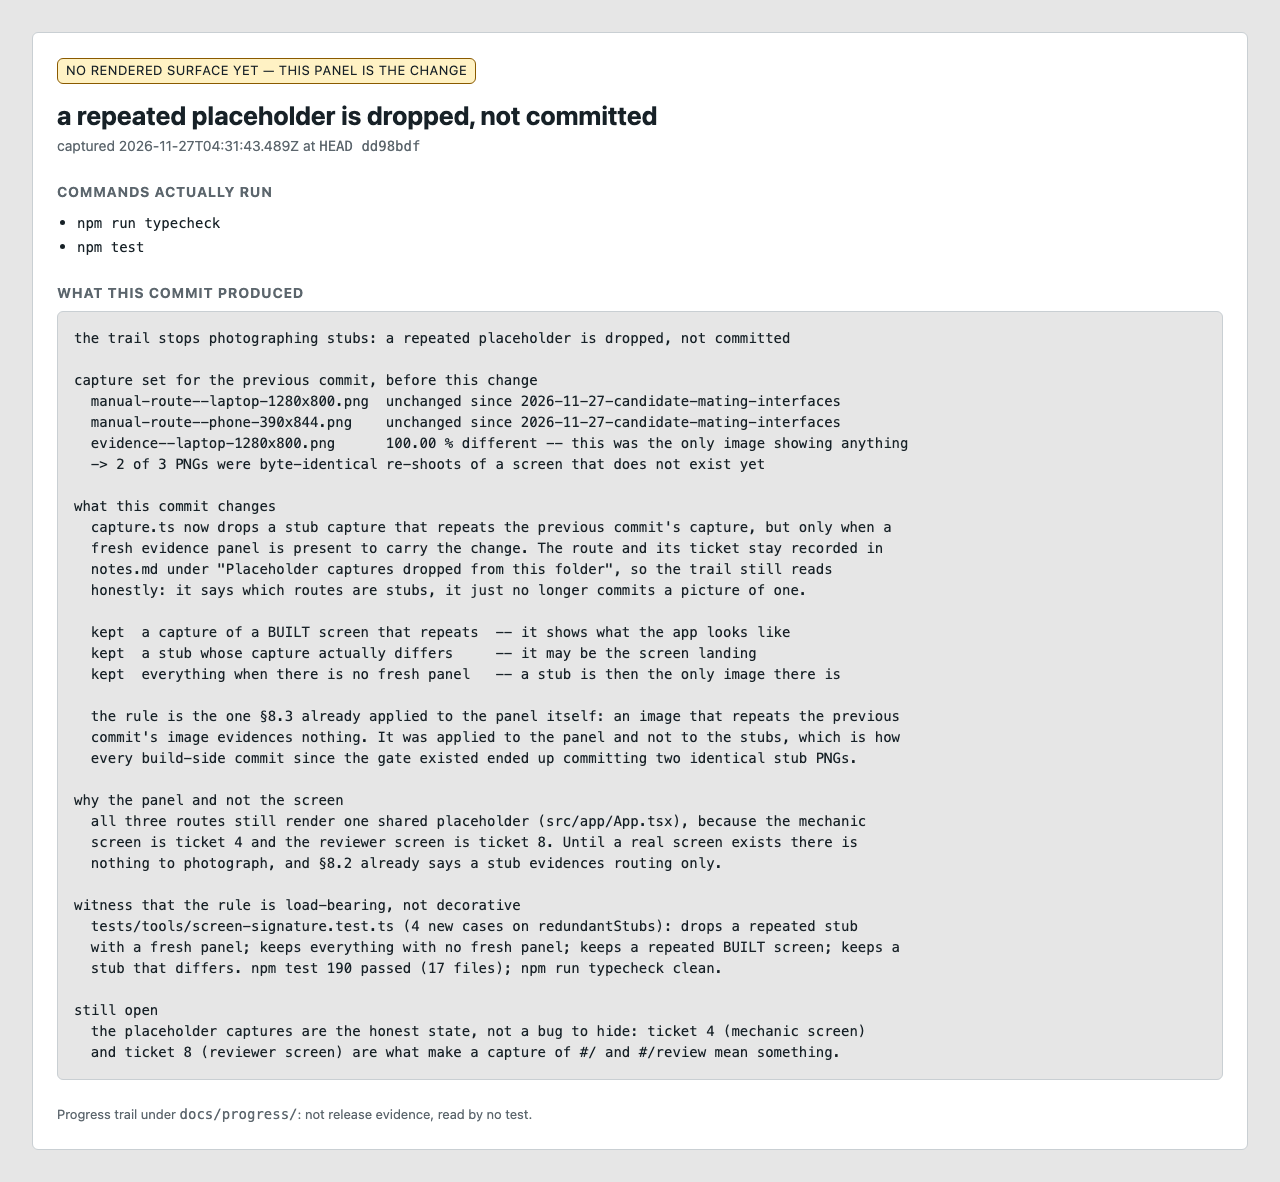 NO RENDERED SURFACE YET — THIS PANEL IS THE CHANGE
a repeated placeholder is dropped, not committed
captured 2026-11-27T04:31:43.489Z at HEAD dd98bdf
COMMANDS ACTUALLY RUN
• npm run typecheck
• npm test
WHAT THIS COMMIT PRODUCED
the trail stops photographing stubs: a repeated placeholder is dropped, not committed
capture set for the previous commit, before this change
manual-route--laptop-1280x800.png  unchanged since 2026-11-27-candidate-mating-interfaces
manual-route--phone-390x844.png    unchanged since 2026-11-27-candidate-mating-interfaces
evidence--laptop-1280x800.png      100.00 % different -- this was the only image showing anything
-> 2 of 3 PNGs were byte-identical re-shoots of a screen that does not exist yet
what this commit changes
capture.ts now drops a stub capture that repeats the previous commit's capture, but only when a
fresh evidence panel is present to carry the change. The route and its ticket stay recorded in
notes.md under "Placeholder captures dropped from this folder", so the trail still reads
honestly: it says which routes are stubs, it just no longer commits a picture of one.
kept  a capture of a BUILT screen that repeats  -- it shows what the app looks like
kept  a stub whose capture actually differs     -- it may be the screen landing
kept  everything when there is no fresh panel   -- a stub is then the only image there is
the rule is the one §8.3 already applied to the panel itself: an image that repeats the previous
commit's image evidences nothing. It was applied to the panel and not to the stubs, which is how
every build-side commit since the gate existed ended up committing two identical stub PNGs.
why the panel and not the screen
all three routes still render one shared placeholder (src/app/App.tsx), because the mechanic
screen is ticket 4 and the reviewer screen is ticket 8. Until a real screen exists there is
nothing to photograph, and §8.2 already says a stub evidences routing only.
witness that the rule is load-bearing, not decorative
tests/tools/screen-signature.test.ts (4 new cases on redundantStubs): drops a repeated stub
with a fresh panel; keeps everything with no fresh panel; keeps a repeated BUILT screen; keeps a
stub that differs. npm test 190 passed (17 files); npm run typecheck clean.
still open
the placeholder captures are the honest state, not a bug to hide: ticket 4 (mechanic screen)
and ticket 8 (reviewer screen) are what make a capture of #/ and #/review mean something.
Progress trail under docs/progress/: not release evidence, read by no test.